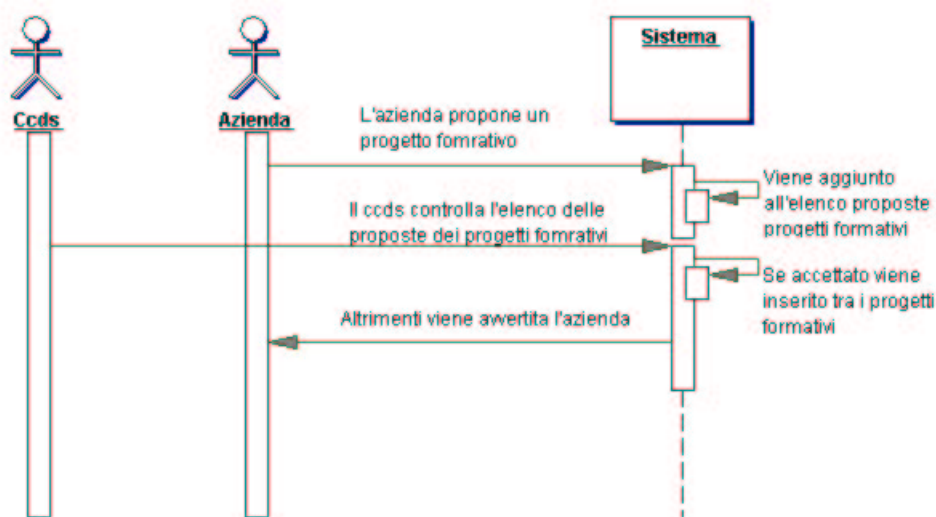 Ccds
Azienda
Sistema
L'azienda propone un
progetto fomrativo
Viene aggiunto
all'elenco proposte
progetti formativi
Il ccds controlla l'elenco delle
proposte dei progetti fomrativi
Se accettato viene
inserito tra i progetti
formativi
Altrimenti viene avvertita l'azienda